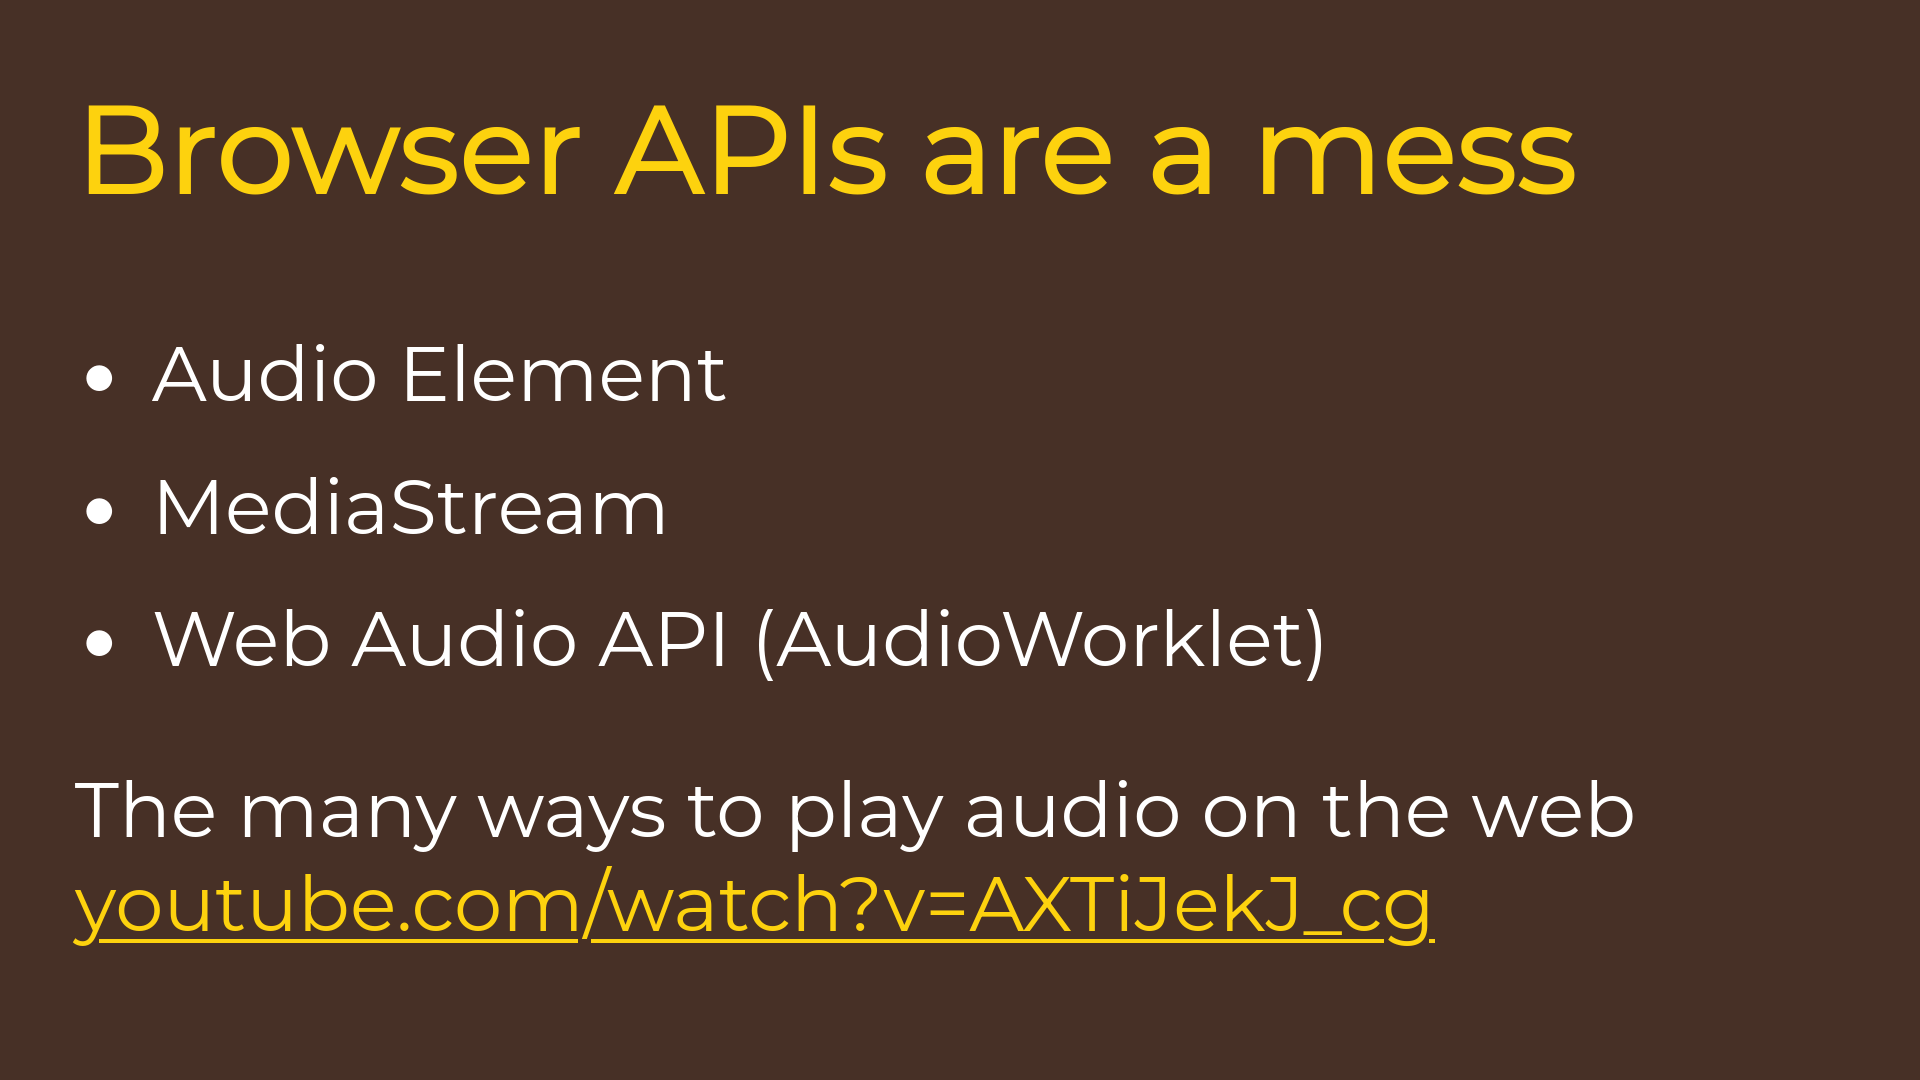 Browser APIs are a mess
• Audio Element
• MediaStream
• Web Audio API (AudioWorklet)
The many ways to play audio on the web
youtube.com/watch?v=AXTiJekJ_cg